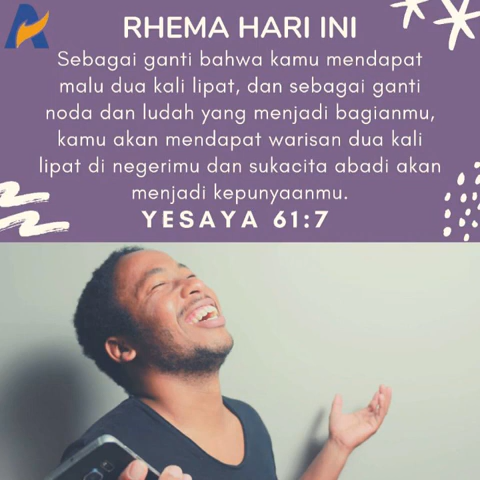 RHEMA HARI INI
Sebagai ganti bahwa kamu mendapat
malu dua kali lipat, dan sebagai ganti
noda dan ludah yang menjadi bagianmu,
kamu akan mendapat warisan dua kali
lipat di negerimu dan sukacita abadi akan
menjadi kepunyaanmu.
YESAYA 61:7